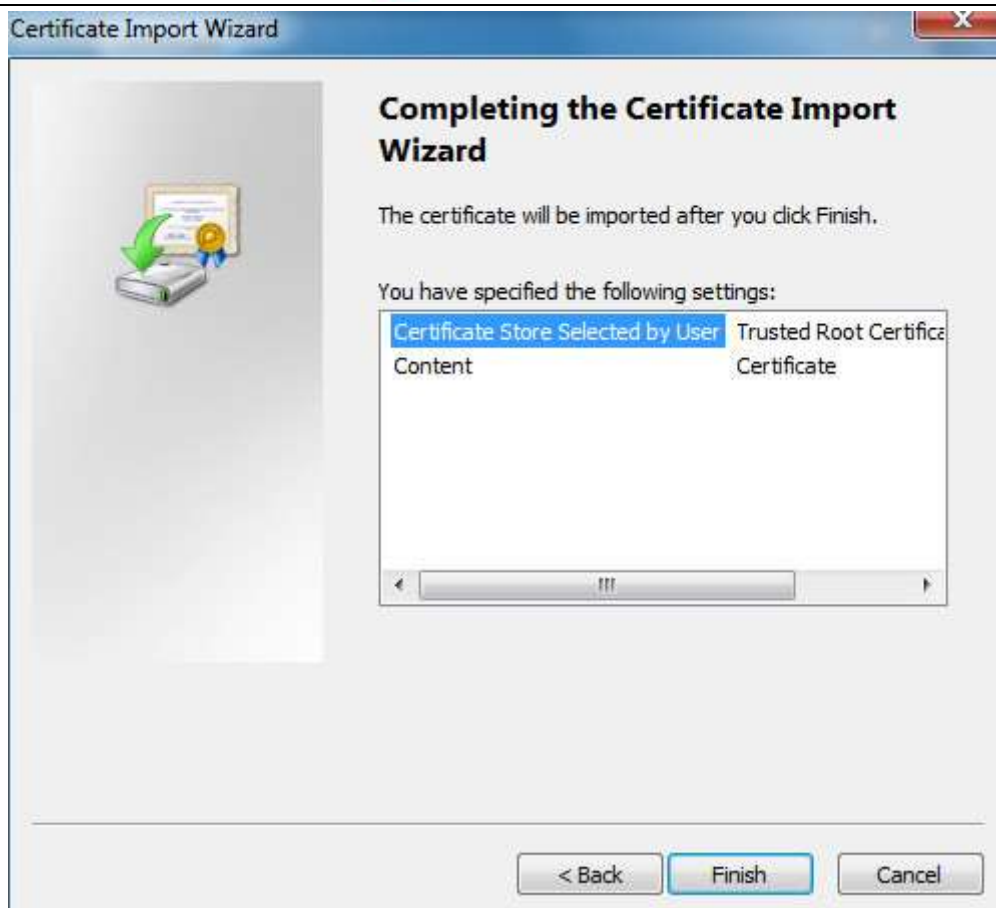 Certificate Import Wizard
Completing the Certificate Import
Wizard
The certificate will be imported after you click Finish.
You have specified the following settings:
Certificate Store Selected by User Trusted Root Certifica
Content Certificate
< Back Finish Cancel